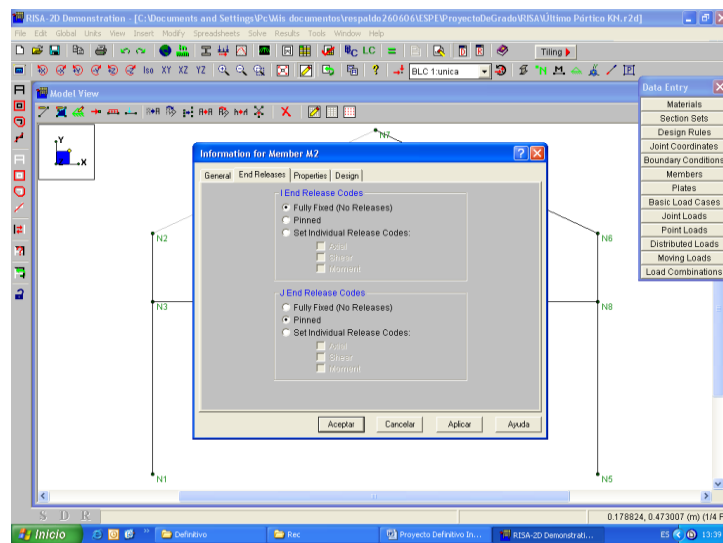 RISA-2D Demonstration - [C:\Documents and Settings\Pc\Mis documentos\respaldo260606\ESPE\ProyectoDeGrado\RISA\Último Pórtico KN.r2d]
File Edit Global Units View Insert Modify Spreadsheets Solve Results Tools Window Help
LC = D R Tiling
Iso XY XZ YZ ? BLC 1:unica
Model View
Data Entry
Materials
Section Sets
Design Rules
Joint Coordinates
Boundary Conditions
Members
Plates
Basic Load Cases
Joint Loads
Point Loads
Distributed Loads
Moving Loads
Load Combinations
Y
X
N7
N2
N6
N3
N8
N1
N5
Information for Member M2
General End Releases Properties Design
I End Release Codes
Fully Fixed (No Releases)
Pinned
Set Individual Release Codes:
Axial
Shear
Moment
J End Release Codes
Fully Fixed (No Releases)
Pinned
Set Individual Release Codes:
Axial
Shear
Moment
Aceptar Cancelar Aplicar Ayuda
S D R 0.178824, 0.473007 (m) (1/4 F
Inicio » Definitivo Rec Proyecto Definitivo In... RISA-2D Demonstrati... ES 13:39